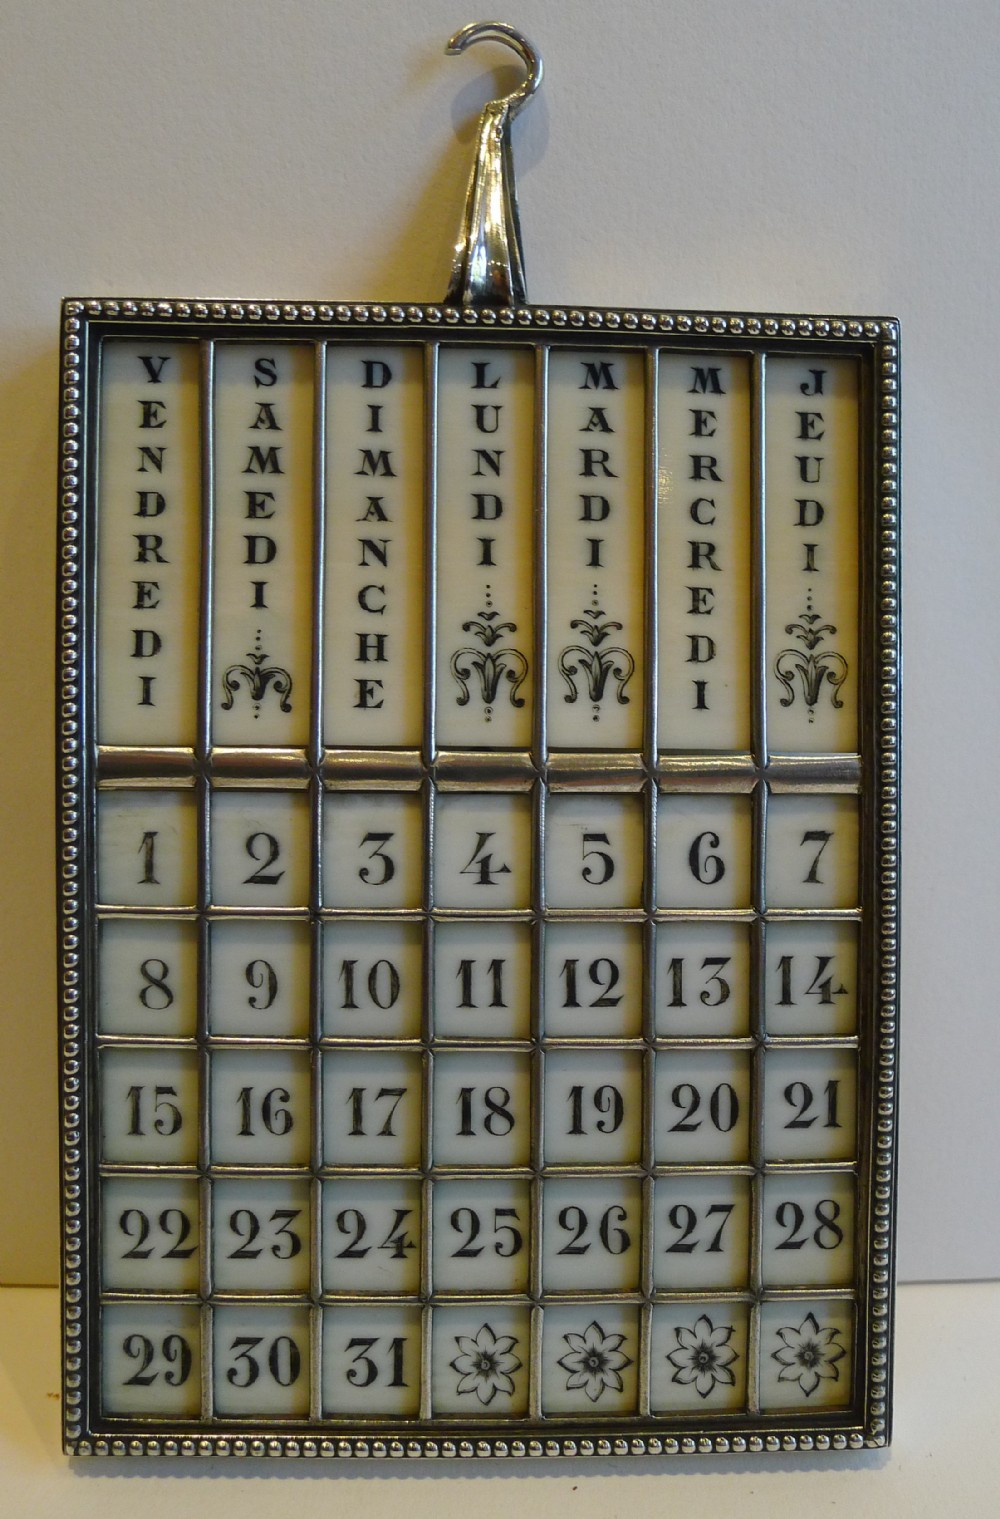 VENDREDI SAMEDI DIMANCHE LUNDI MARDI MERCREDI JEUDI
1 2 3 4 5 6 7
8 9 10 11 12 13 14
15 16 17 18 19 20 21
22 23 24 25 26 27 28
29 30 31